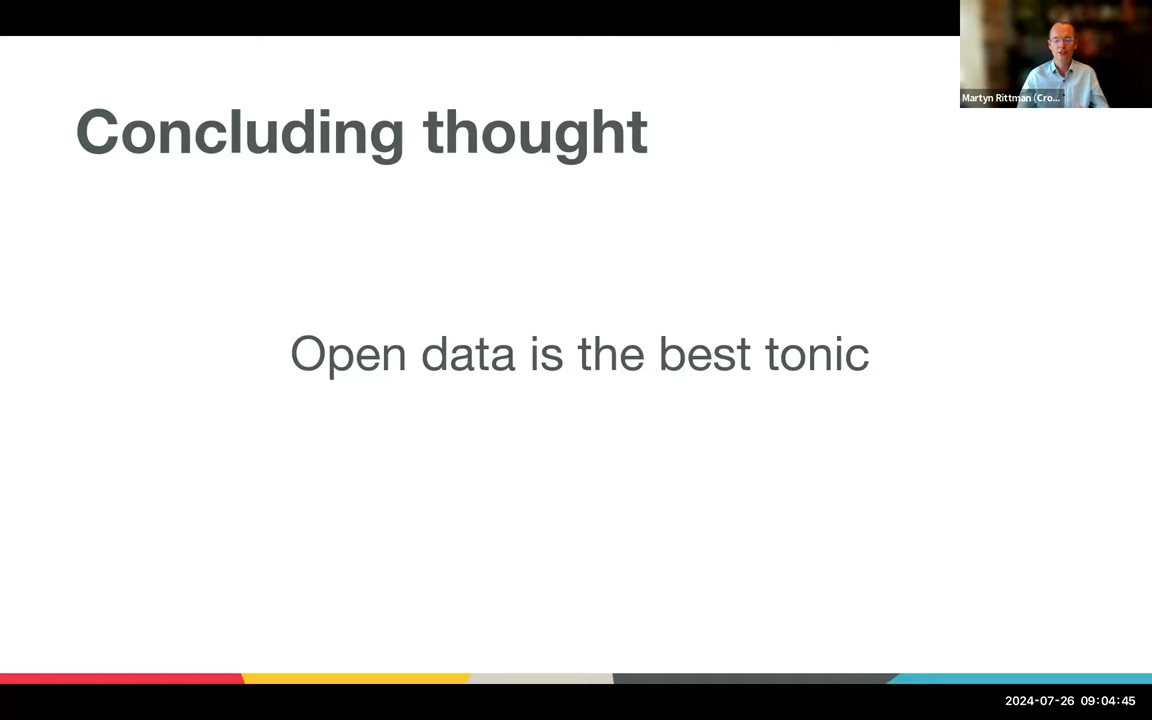 Martyn Rittman (Cro...
Concluding thought
Open data is the best tonic
2024-07-26 09:04:45